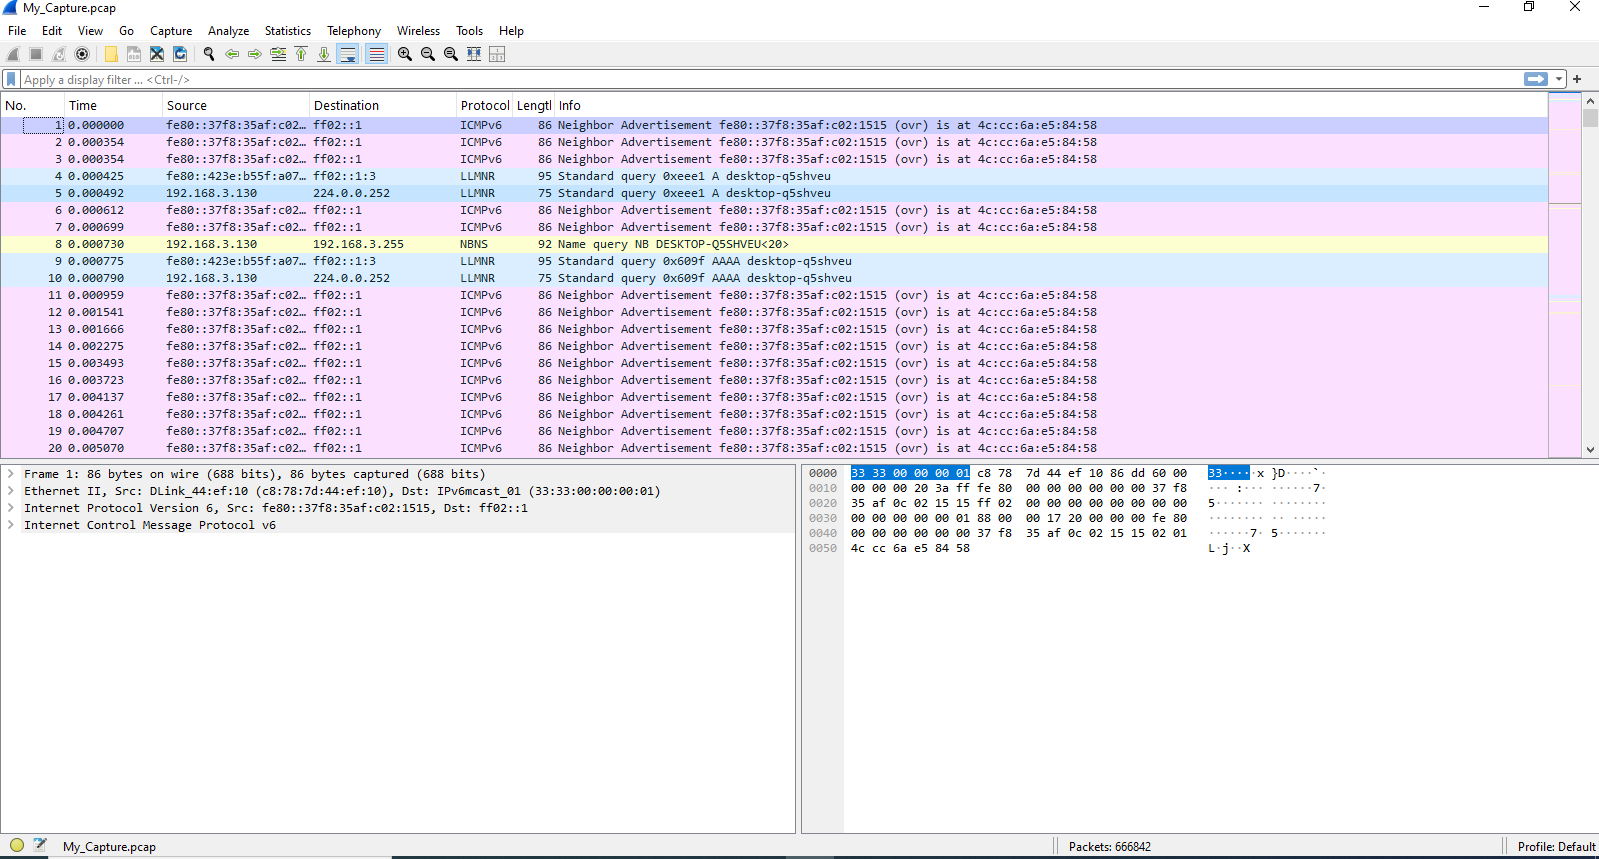 My_Capture.pcap
File Edit View Go Capture Analyze Statistics Telephony Wireless Tools Help
Apply a display filter ... <Ctrl-/>
No. Time Source Destination Protocol Lengtl Info
1 0.000000 fe80::37f8:35af:c02… ff02::1 ICMPv6 86 Neighbor Advertisement fe80::37f8:35af:c02:1515 (ovr) is at 4c:cc:6a:e5:84:58
2 0.000354 fe80::37f8:35af:c02… ff02::1 ICMPv6 86 Neighbor Advertisement fe80::37f8:35af:c02:1515 (ovr) is at 4c:cc:6a:e5:84:58
3 0.000354 fe80::37f8:35af:c02… ff02::1 ICMPv6 86 Neighbor Advertisement fe80::37f8:35af:c02:1515 (ovr) is at 4c:cc:6a:e5:84:58
4 0.000425 fe80::423e:b55f:a07… ff02::1:3 LLMNR 95 Standard query 0xeee1 A desktop-q5shveu
5 0.000492 192.168.3.130 224.0.0.252 LLMNR 75 Standard query 0xeee1 A desktop-q5shveu
6 0.000612 fe80::37f8:35af:c02… ff02::1 ICMPv6 86 Neighbor Advertisement fe80::37f8:35af:c02:1515 (ovr) is at 4c:cc:6a:e5:84:58
7 0.000699 fe80::37f8:35af:c02… ff02::1 ICMPv6 86 Neighbor Advertisement fe80::37f8:35af:c02:1515 (ovr) is at 4c:cc:6a:e5:84:58
8 0.000730 192.168.3.130 192.168.3.255 NBNS 92 Name query NB DESKTOP-Q5SHVEU<20>
9 0.000775 fe80::423e:b55f:a07… ff02::1:3 LLMNR 95 Standard query 0x609f AAAA desktop-q5shveu
10 0.000790 192.168.3.130 224.0.0.252 LLMNR 75 Standard query 0x609f AAAA desktop-q5shveu
11 0.000959 fe80::37f8:35af:c02… ff02::1 ICMPv6 86 Neighbor Advertisement fe80::37f8:35af:c02:1515 (ovr) is at 4c:cc:6a:e5:84:58
12 0.001541 fe80::37f8:35af:c02… ff02::1 ICMPv6 86 Neighbor Advertisement fe80::37f8:35af:c02:1515 (ovr) is at 4c:cc:6a:e5:84:58
13 0.001666 fe80::37f8:35af:c02… ff02::1 ICMPv6 86 Neighbor Advertisement fe80::37f8:35af:c02:1515 (ovr) is at 4c:cc:6a:e5:84:58
14 0.002275 fe80::37f8:35af:c02… ff02::1 ICMPv6 86 Neighbor Advertisement fe80::37f8:35af:c02:1515 (ovr) is at 4c:cc:6a:e5:84:58
15 0.003493 fe80::37f8:35af:c02… ff02::1 ICMPv6 86 Neighbor Advertisement fe80::37f8:35af:c02:1515 (ovr) is at 4c:cc:6a:e5:84:58
16 0.003723 fe80::37f8:35af:c02… ff02::1 ICMPv6 86 Neighbor Advertisement fe80::37f8:35af:c02:1515 (ovr) is at 4c:cc:6a:e5:84:58
17 0.004137 fe80::37f8:35af:c02… ff02::1 ICMPv6 86 Neighbor Advertisement fe80::37f8:35af:c02:1515 (ovr) is at 4c:cc:6a:e5:84:58
18 0.004261 fe80::37f8:35af:c02… ff02::1 ICMPv6 86 Neighbor Advertisement fe80::37f8:35af:c02:1515 (ovr) is at 4c:cc:6a:e5:84:58
19 0.004707 fe80::37f8:35af:c02… ff02::1 ICMPv6 86 Neighbor Advertisement fe80::37f8:35af:c02:1515 (ovr) is at 4c:cc:6a:e5:84:58
20 0.005070 fe80::37f8:35af:c02… ff02::1 ICMPv6 86 Neighbor Advertisement fe80::37f8:35af:c02:1515 (ovr) is at 4c:cc:6a:e5:84:58
Frame 1: 86 bytes on wire (688 bits), 86 bytes captured (688 bits)
Ethernet II, Src: DLink_44:ef:10 (c8:78:7d:44:ef:10), Dst: IPv6mcast_01 (33:33:00:00:00:01)
Internet Protocol Version 6, Src: fe80::37f8:35af:c02:1515, Dst: ff02::1
Internet Control Message Protocol v6
0000 33 33 00 00 00 01 c8 78 7d 44 ef 10 86 dd 60 00 33·····x }D····`·
0010 00 00 00 20 3a ff fe 80 00 00 00 00 00 00 37 f8 ··· :··· ······7·
0020 35 af 0c 02 15 15 ff 02 00 00 00 00 00 00 00 00 5······· ········
0030 00 00 00 00 00 01 88 00 00 17 20 00 00 00 fe 80 ········ ·· ·····
0040 00 00 00 00 00 00 37 f8 35 af 0c 02 15 15 02 01 ······7· 5·······
0050 4c cc 6a e5 84 58 L·j··X
My_Capture.pcap Packets: 666842 Profile: Default